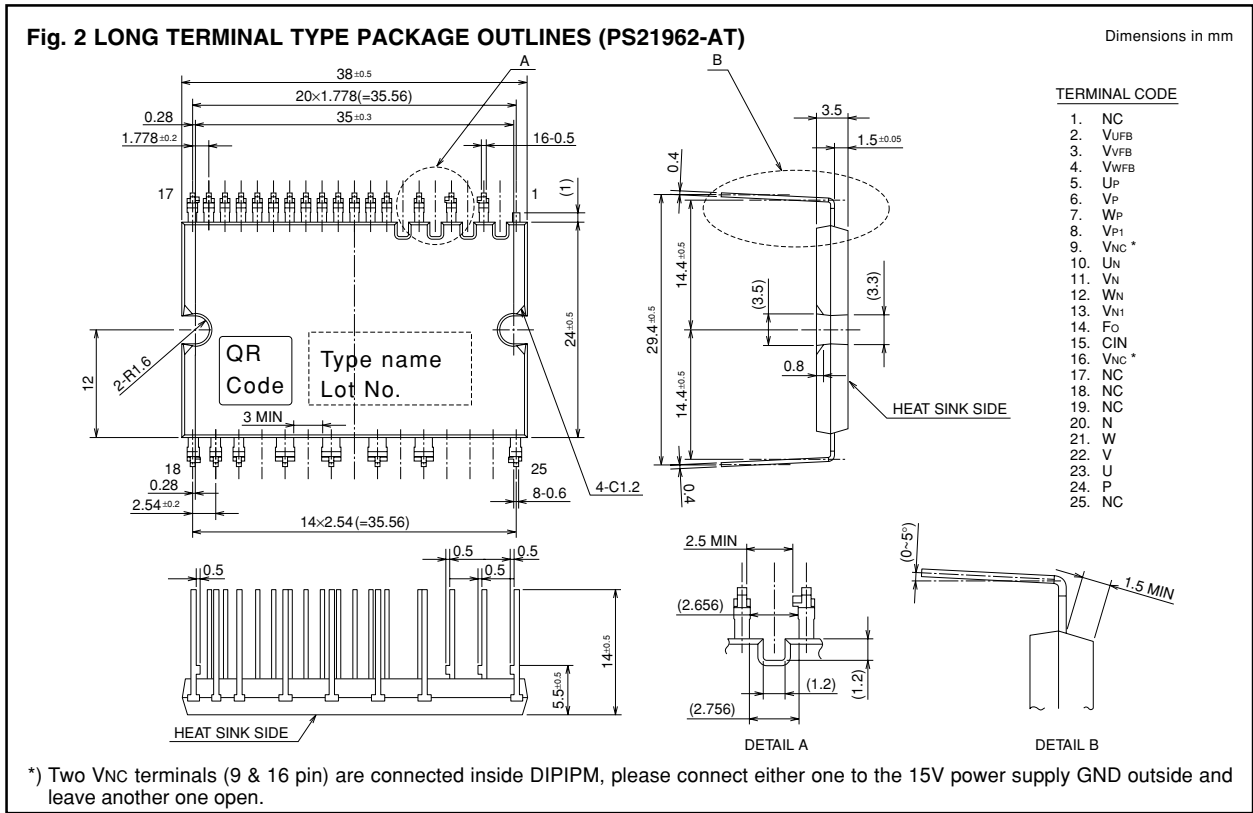 Fig. 2 LONG TERMINAL TYPE PACKAGE OUTLINES (PS21962-AT)
Dimensions in mm
A
B
38±0.5
20×1.778(=35.56)
0.28
35±0.3
1.778±0.2
16-0.5
17
1
(1)
24±0.5
12
2-R1.6
QR
Code
Type name
Lot No.
3 MIN
18
25
0.28
2.54±0.2
8-0.6
4-C1.2
14×2.54(=35.56)
3.5
1.5±0.05
0.4
14.4±0.5
29.4±0.5
14.4±0.5
(3.5)
(3.3)
0.8
HEAT SINK SIDE
0.4
TERMINAL CODE
1. NC
2. VUFB
3. VVFB
4. VWFB
5. UP
6. VP
7. WP
8. VP1
9. VNC *
10. UN
11. VN
12. WN
13. VN1
14. FO
15. CIN
16. VNC *
17. NC
18. NC
19. NC
20. N
21. W
22. V
23. U
24. P
25. NC
0.5
0.5
0.5
0.5
14±0.5
5.5±0.5
HEAT SINK SIDE
2.5 MIN
(2.656)
(1.2)
(1.2)
(2.756)
DETAIL A
(0~5°)
1.5 MIN
DETAIL B
*) Two VNC terminals (9 & 16 pin) are connected inside DIPIPM, please connect either one to the 15V power supply GND outside and
leave another one open.